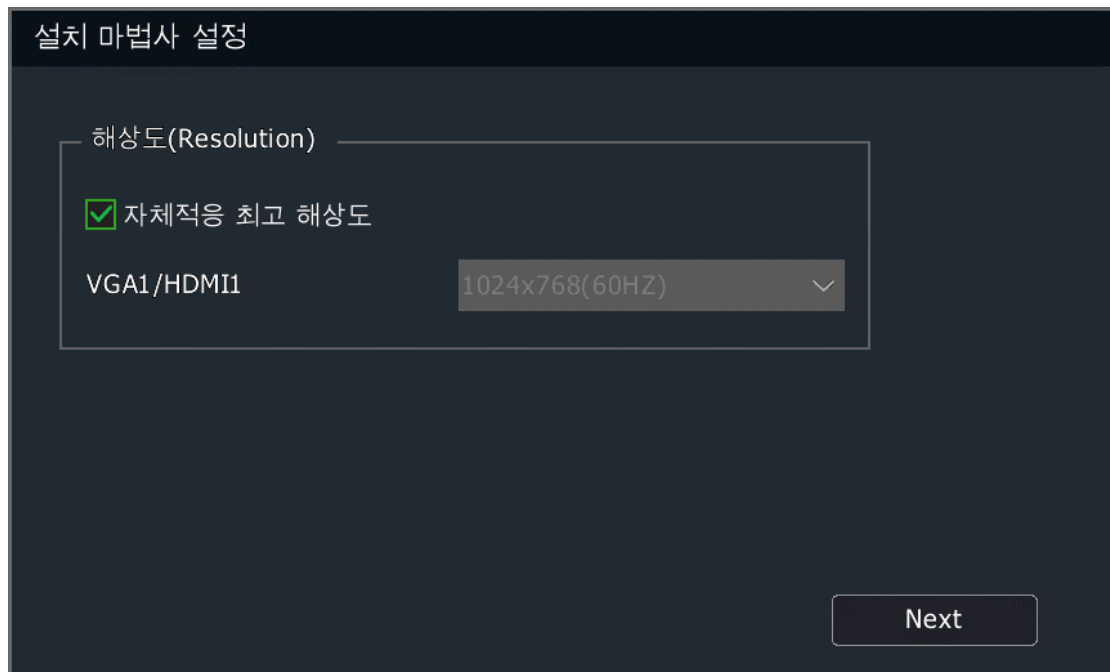 설치 마법사 설정
해상도(Resolution)
자체적응 최고 해상도
VGA1/HDMI1 1024x768(60HZ)
Next